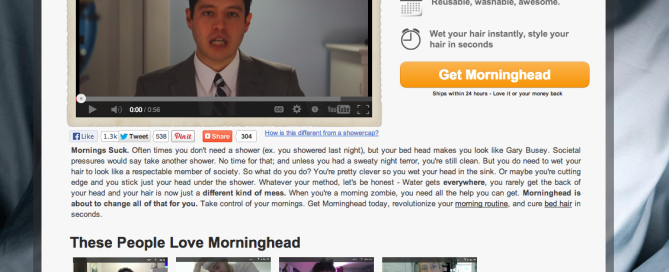 Reusable, washable, awesome.
Wet your hair instantly, style your
hair in seconds
Get Morninghead
Ships within 24 hours - Love it or your money back
0:00 / 0:56
CC
YouTube
Like
1.3k
Tweet
538
Pin it
Share
304
How is this different from a showercap?
Mornings Suck. Often times you don't need a shower (ex. you showered last night), but your bed head makes you look like Gary Busey. Societal
pressures would say take another shower. No time for that; and unless you had a sweaty night terror, you're still clean. But you do need to wet your
hair to look like a respectable member of society. So what do you do? You're pretty clever so you wet your head in the sink. Or maybe you're cutting
edge and you stick just your head under the shower. Whatever your method, let's be honest - Water gets everywhere, you rarely get the back of
your head and your hair is now just a different kind of mess. When you're a morning zombie, you need all the help you can get. Morninghead is
about to change all of that for you. Take control of your mornings. Get Morninghead today, revolutionize your morning routine, and cure bed hair in
seconds.
These People Love Morninghead